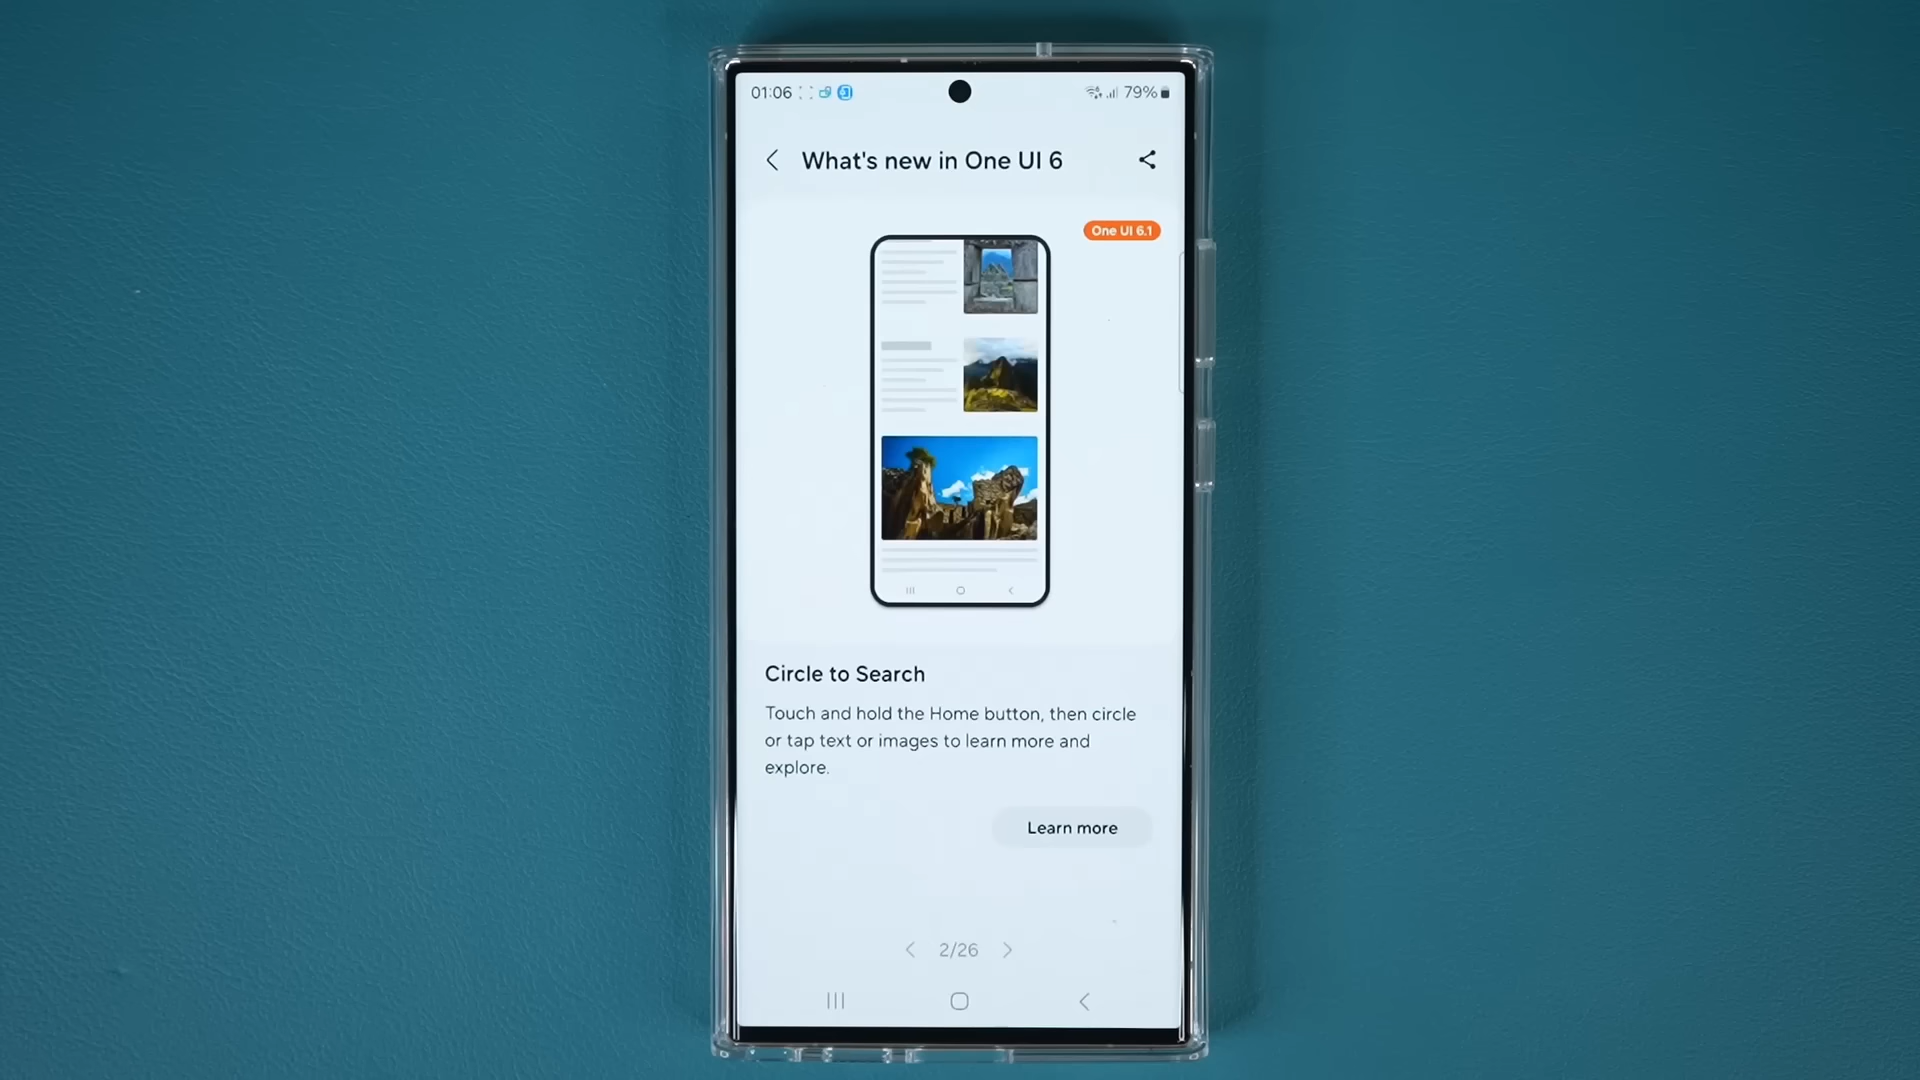 01:06
79%
What's new in One UI 6
One UI 6.1
Circle to Search
Touch and hold the Home button, then circle
or tap text or images to learn more and
explore.
Learn more
2/26